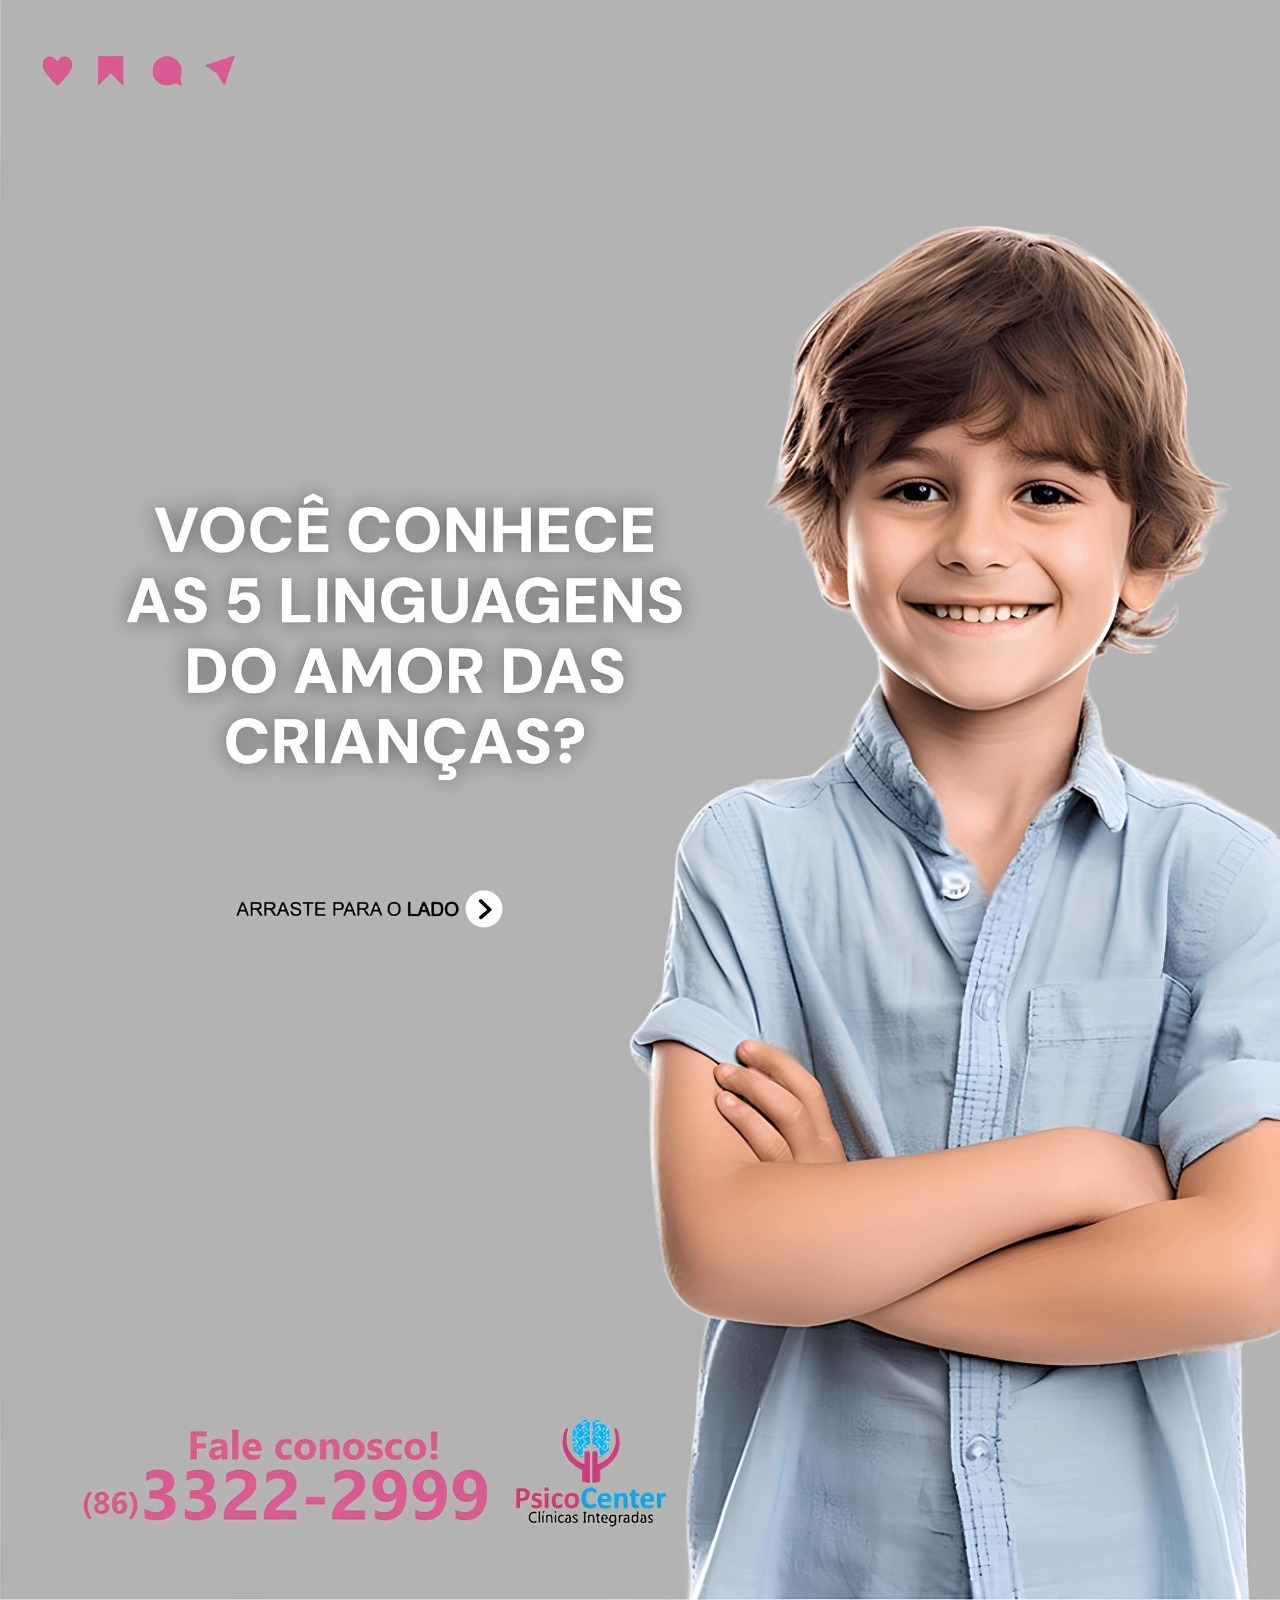 VOCÊ CONHECE
AS 5 LINGUAGENS
DO AMOR DAS
CRIANÇAS?
ARRASTE PARA O LADO
Fale conosco!
(86) 3322-2999
PsicoCenter
Clínicas Integradas